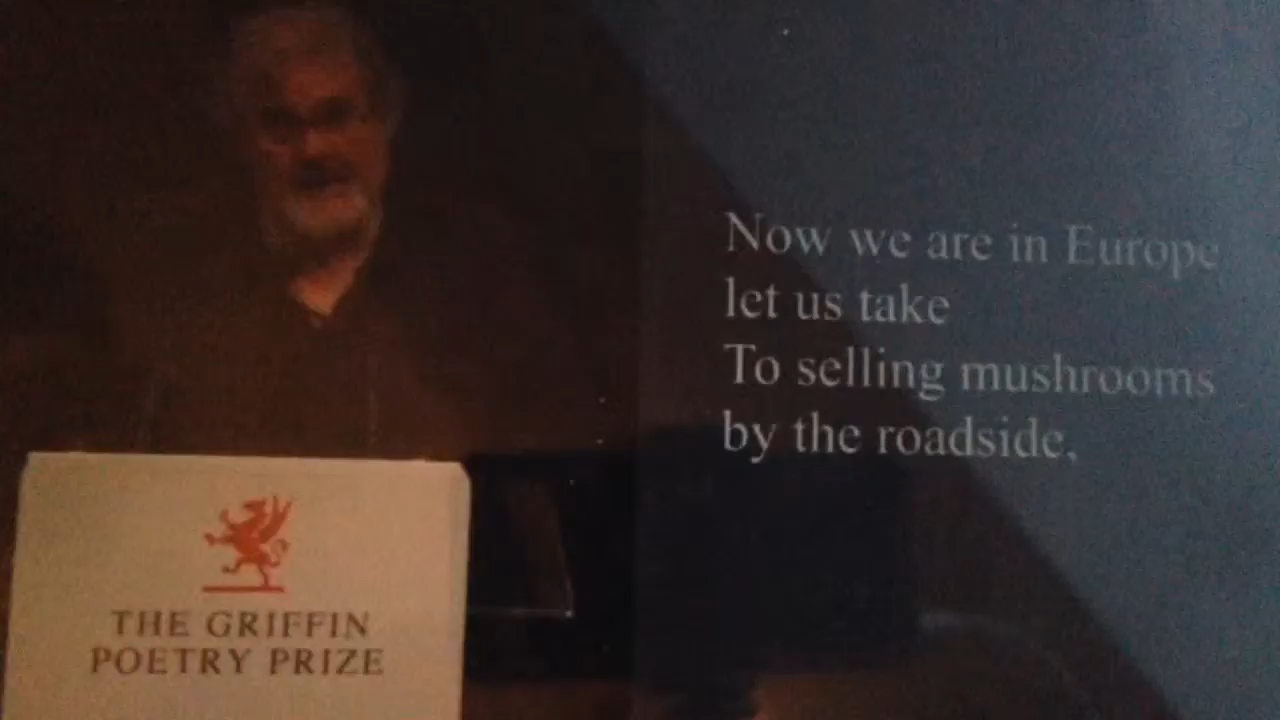 Now we are in Europe
let us take
To selling mushrooms
by the roadside,
THE GRIFFIN
POETRY PRIZE